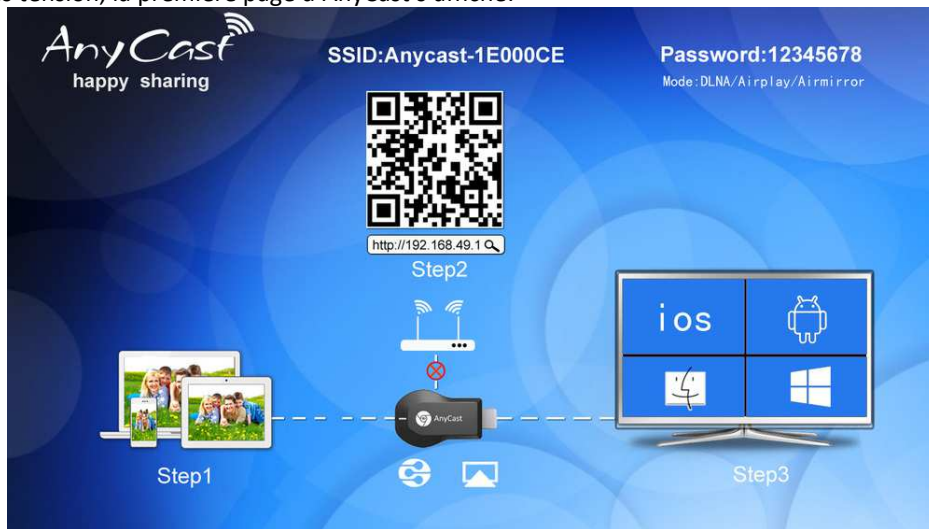 s tension, la première page d'Anycast s'affiche.
AnyCast
happy sharing
SSID:Anycast-1E000CE
Password:12345678
Mode:DLNA/Airplay/Airmirror
http://192.168.49.1
Step2
ios
AnyCast
Step1
Step3